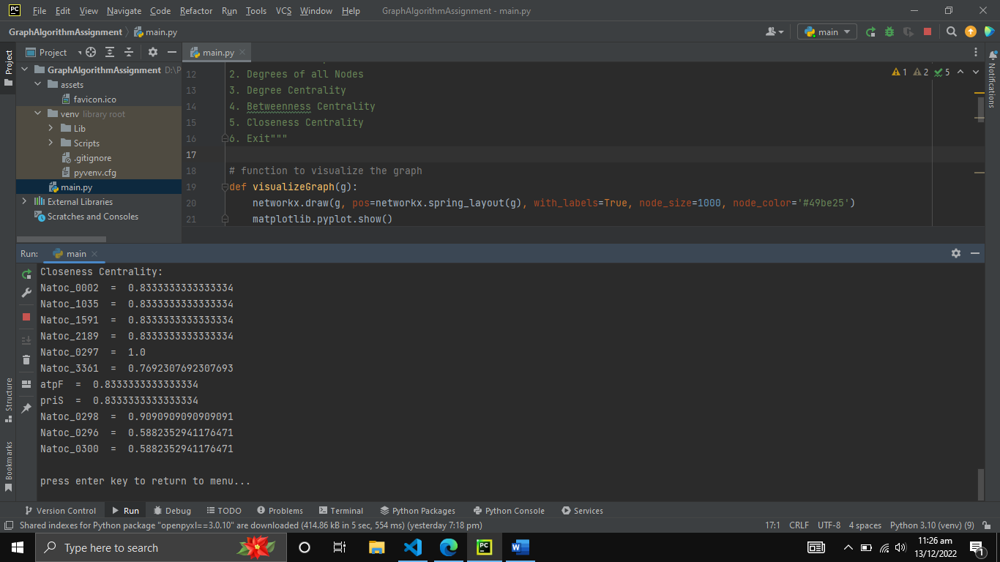 File Edit View Navigate Code Refactor Run Tools VCS Window Help GraphAlgorithmAssignment - main.py
GraphAlgorithmAssignment main.py
main
Project
GraphAlgorithmAssignment D:\P
assets
favicon.ico
venv library root
Lib
Scripts
.gitignore
pyvenv.cfg
main.py
External Libraries
Scratches and Consoles
main.py
1 2 5
12 2. Degrees of all Nodes
13 3. Degree Centrality
14 4. Betweenness Centrality
15 5. Closeness Centrality
16 6. Exit"""
17
18 # function to visualize the graph
19 def visualizeGraph(g):
20 networkx.draw(g, pos=networkx.spring_layout(g), with_labels=True, node_size=1000, node_color='#49be25')
21 matplotlib.pyplot.show()
Project
Structure
Bookmarks
Notifications
Run: main
Closeness Centrality:
Natoc_0002 = 0.8333333333333334
Natoc_1035 = 0.8333333333333334
Natoc_1591 = 0.8333333333333334
Natoc_2189 = 0.8333333333333334
Natoc_0297 = 1.0
Natoc_3361 = 0.7692307692307693
atpF = 0.8333333333333334
priS = 0.8333333333333334
Natoc_0298 = 0.9090909090909091
Natoc_0296 = 0.5882352941176471
Natoc_0300 = 0.5882352941176471
press enter key to return to menu...
Version Control Run Debug TODO Problems Terminal Python Packages Python Console Services
Shared indexes for Python package "openpyxl==3.0.10" are downloaded (414.86 kB in 5 sec, 554 ms) (yesterday 7:18 pm) 17:1 CRLF UTF-8 4 spaces Python 3.10 (venv) (9)
Type here to search
11:26 am
13/12/2022
1